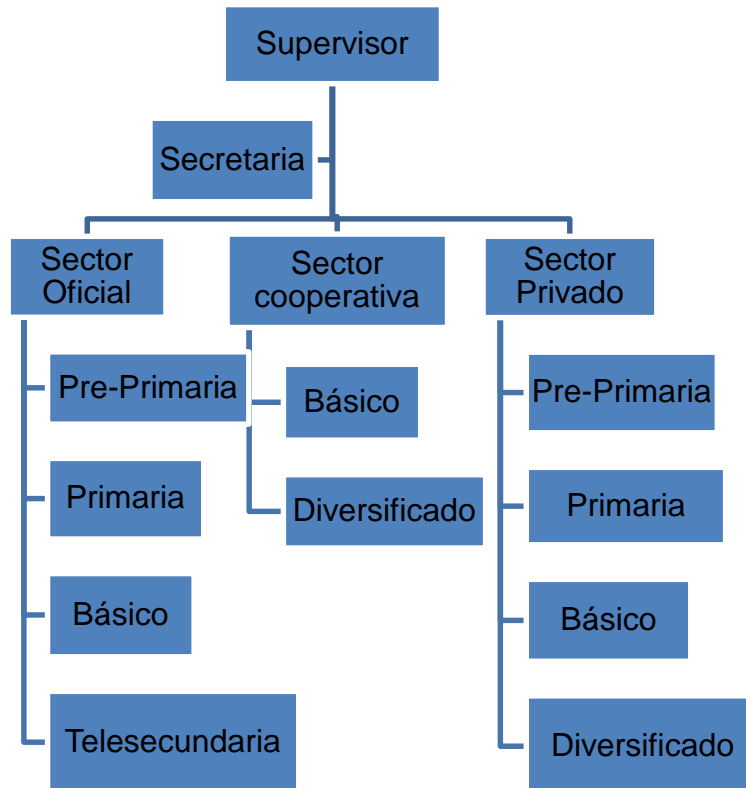 Supervisor
Secretaria
Sector
Oficial
Pre-Primaria
Primaria
Básico
Telesecundaria
Sector
cooperativa
Básico
Diversificado
Sector
Privado
Pre-Primaria
Primaria
Básico
Diversificado